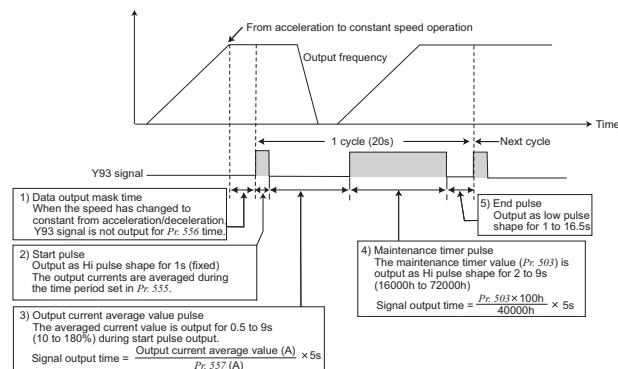 From acceleration to constant speed operation
Output frequency
Time
1 cycle (20s)
Next cycle
Y93 signal
1) Data output mask time
When the speed has changed to
constant from acceleration/deceleration,
Y93 signal is not output for Pr. 556 time.
2) Start pulse
Output as Hi pulse shape for 1s (fixed)
The output currents are averaged during
the time period set in Pr. 555.
3) Output current average value pulse
The averaged current value is output for 0.5 to 9s
(10 to 180%) during start pulse output.
Signal output time = Output current average value (A) / Pr. 557 (A) × 5s
5) End pulse
Output as low pulse
shape for 1 to 16.5s
4) Maintenance timer pulse
The maintenance timer value (Pr. 503) is
output as Hi pulse shape for 2 to 9s
(16000h to 72000h)
Signal output time = Pr. 503×100h / 40000h × 5s